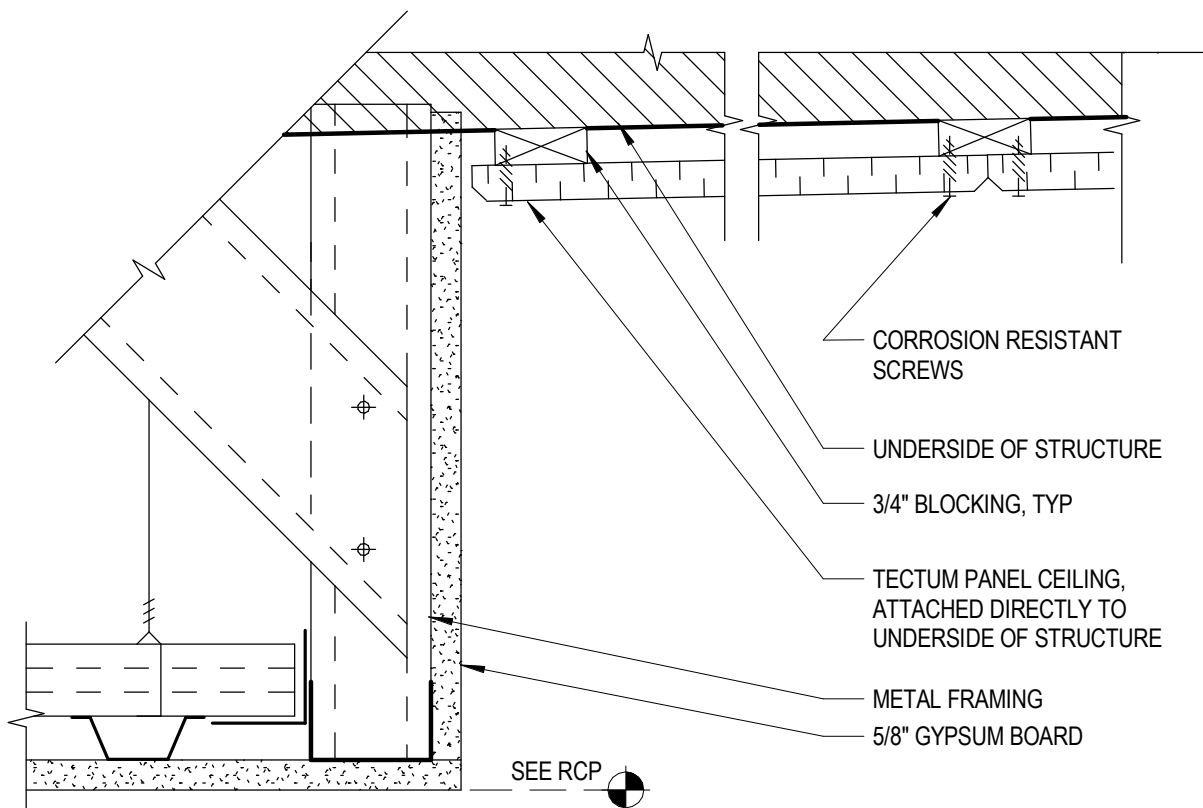 CORROSION RESISTANT
SCREWS
UNDERSIDE OF STRUCTURE
3/4" BLOCKING, TYP
TECTUM PANEL CEILING,
ATTACHED DIRECTLY TO
UNDERSIDE OF STRUCTURE
METAL FRAMING
5/8" GYPSUM BOARD
SEE RCP